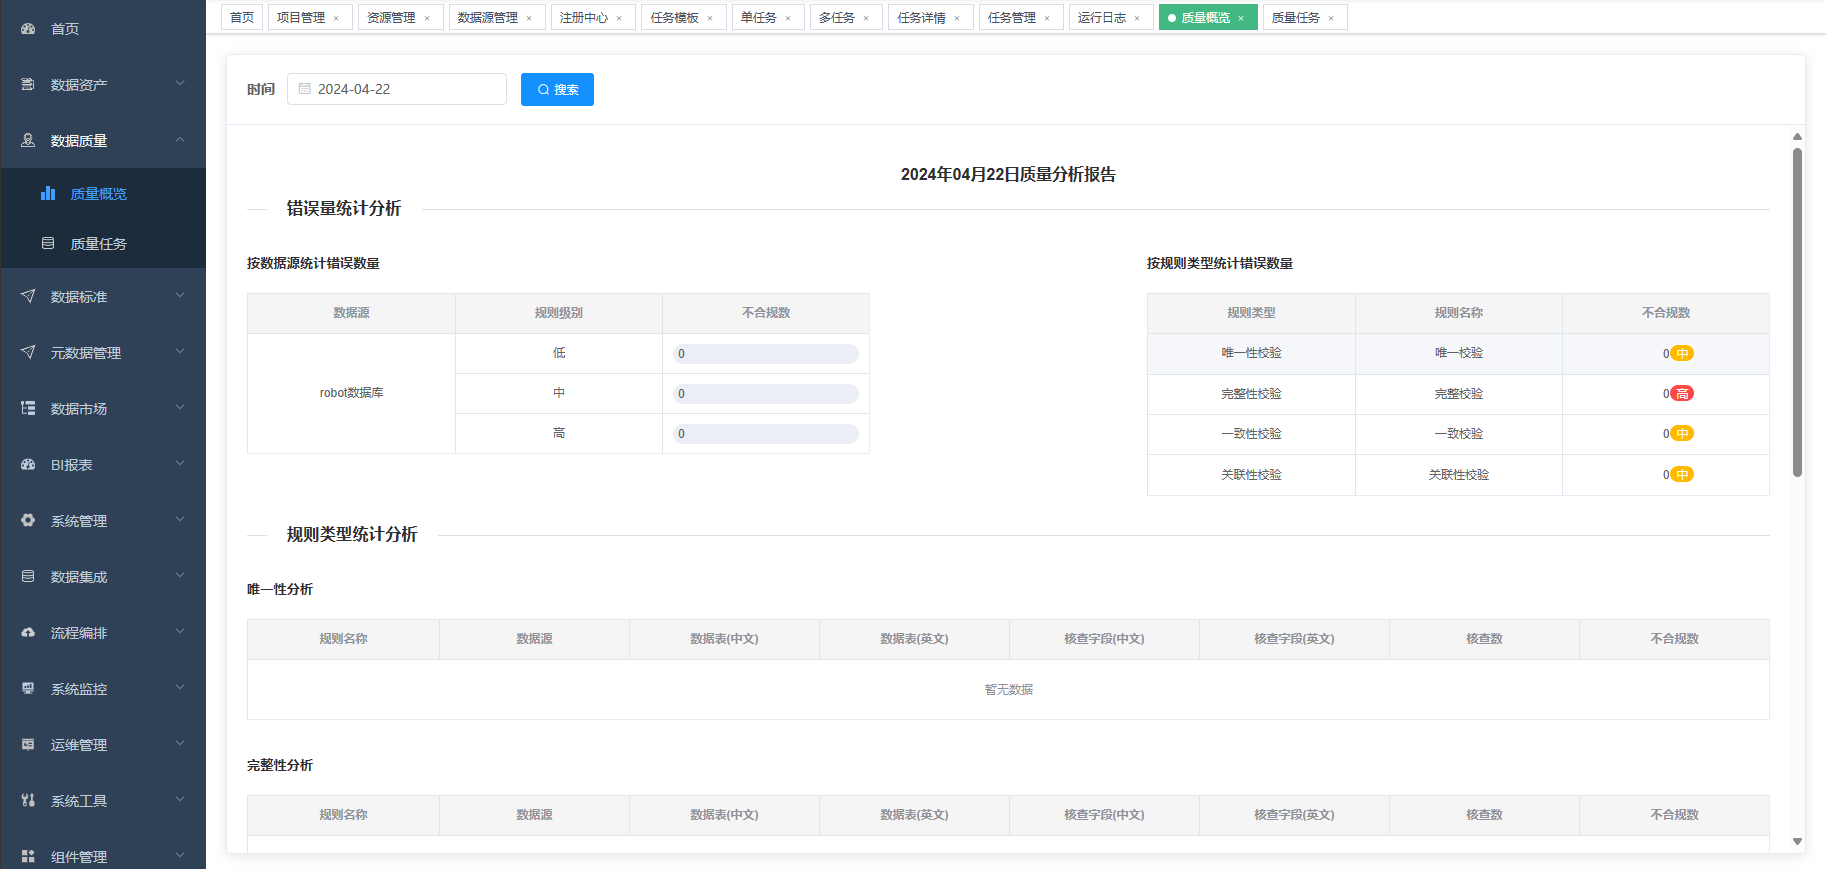 首页
数据资产
数据质量
质量概览
质量任务
数据标准
元数据管理
数据市场
BI报表
系统管理
数据集成
流程编排
系统监控
运维管理
系统工具
组件管理
首页 项目管理 × 资源管理 × 数据源管理 × 注册中心 × 任务模板 × 单任务 × 多任务 × 任务详情 × 任务管理 × 运行日志 × 质量概览 × 质量任务 ×
时间 2024-04-22 搜索
2024年04月22日质量分析报告
错误量统计分析
按数据源统计错误数量
数据源 规则级别 不合规数
robot数据库
低 0
中 0
高 0
按规则类型统计错误数量
规则类型 规则名称 不合规数
唯一性校验 唯一校验 0 中
完整性校验 完整校验 0 高
一致性校验 一致校验 0 中
关联性校验 关联性校验 0 中
规则类型统计分析
唯一性分析
规则名称 数据源 数据表(中文) 数据表(英文) 核查字段(中文) 核查字段(英文) 核查数 不合规数
暂无数据
完整性分析
规则名称 数据源 数据表(中文) 数据表(英文) 核查字段(中文) 核查字段(英文) 核查数 不合规数